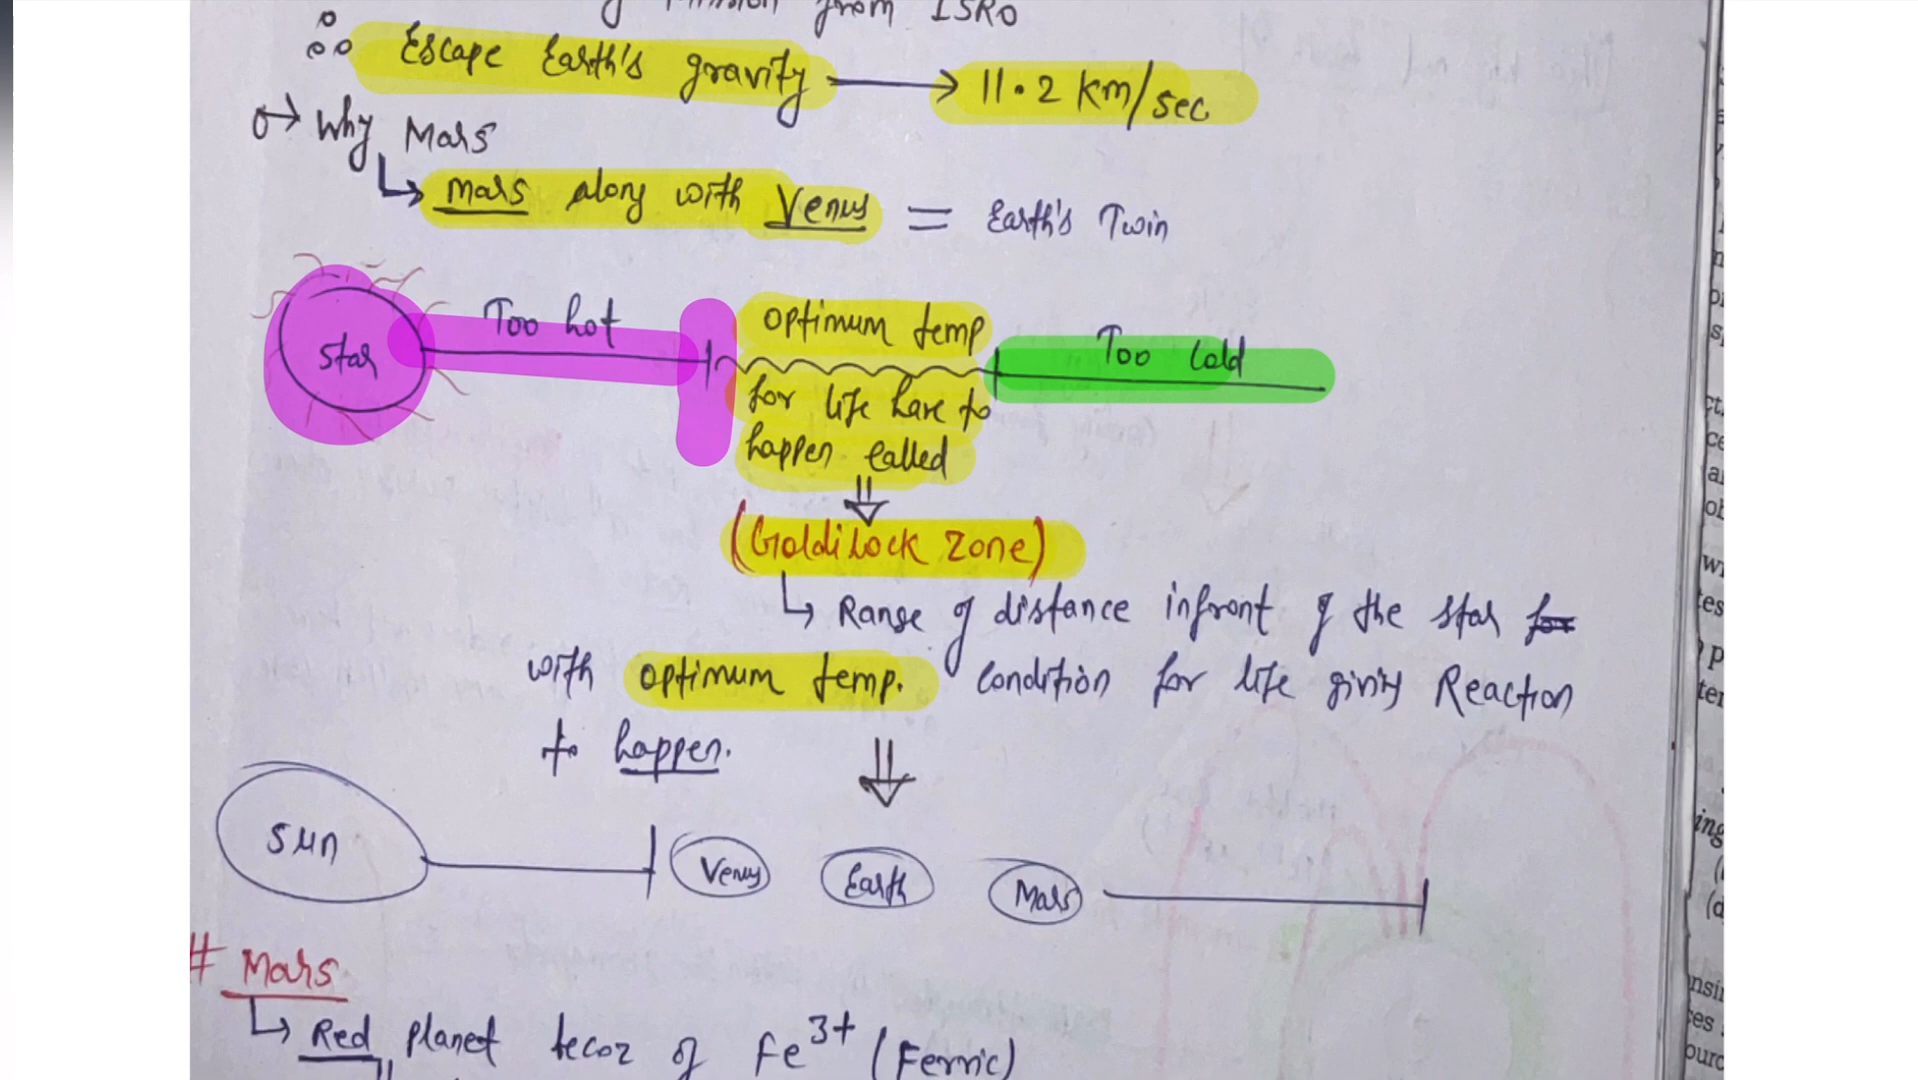 mission from ISRO
Escape Earth's gravity → 11.2 km/sec
→ Why Mars
↳ Mars along with Venus = Earth's Twin
star
Too hot
optimum temp
Too Cold
for life have to
happen Called
⇓
(Goldilock Zone)
↳ Range of distance infront of the star
with optimum temp. condition for life giving Reaction
to happen.
⇓
Sun
Venus
Earth
Mars
# Mars
↳ Red planet becoz of Fe3+ (Ferric)